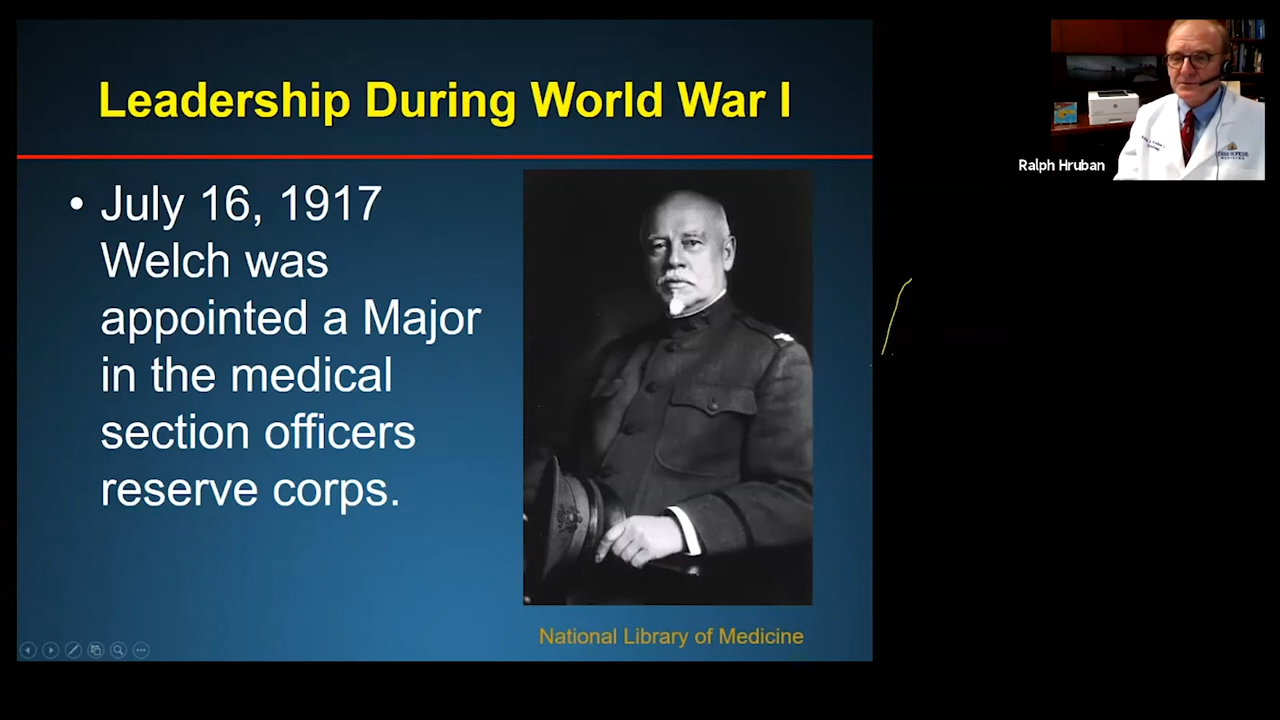 Leadership During World War I
• July 16, 1917
Welch was
appointed a Major
in the medical
section officers
reserve corps.
National Library of Medicine
Ralph Hruban